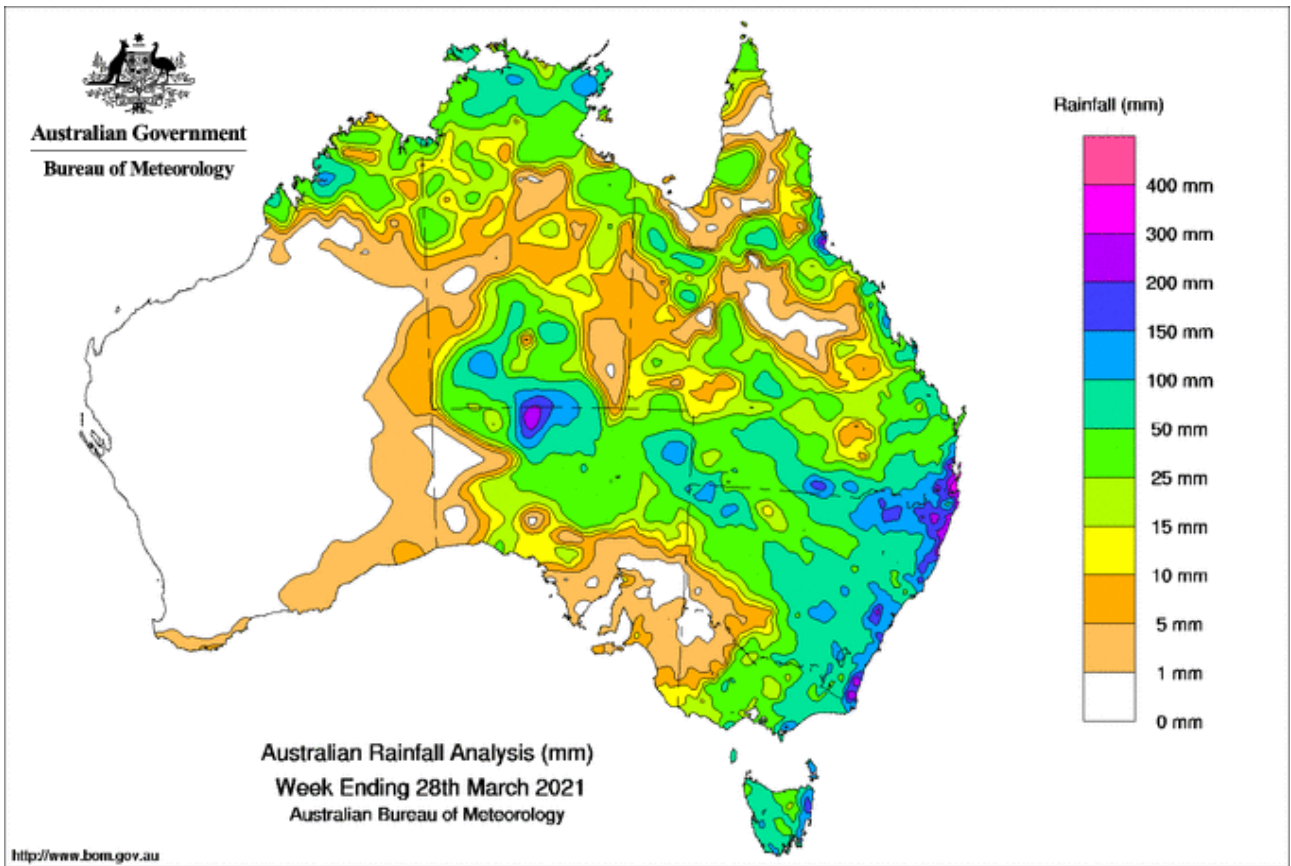 Australian Government
Bureau of Meteorology
Rainfall (mm)
400 mm
300 mm
200 mm
150 mm
100 mm
50 mm
25 mm
15 mm
10 mm
5 mm
1 mm
0 mm
Australian Rainfall Analysis (mm)
Week Ending 28th March 2021
Australian Bureau of Meteorology
http://www.bom.gov.au